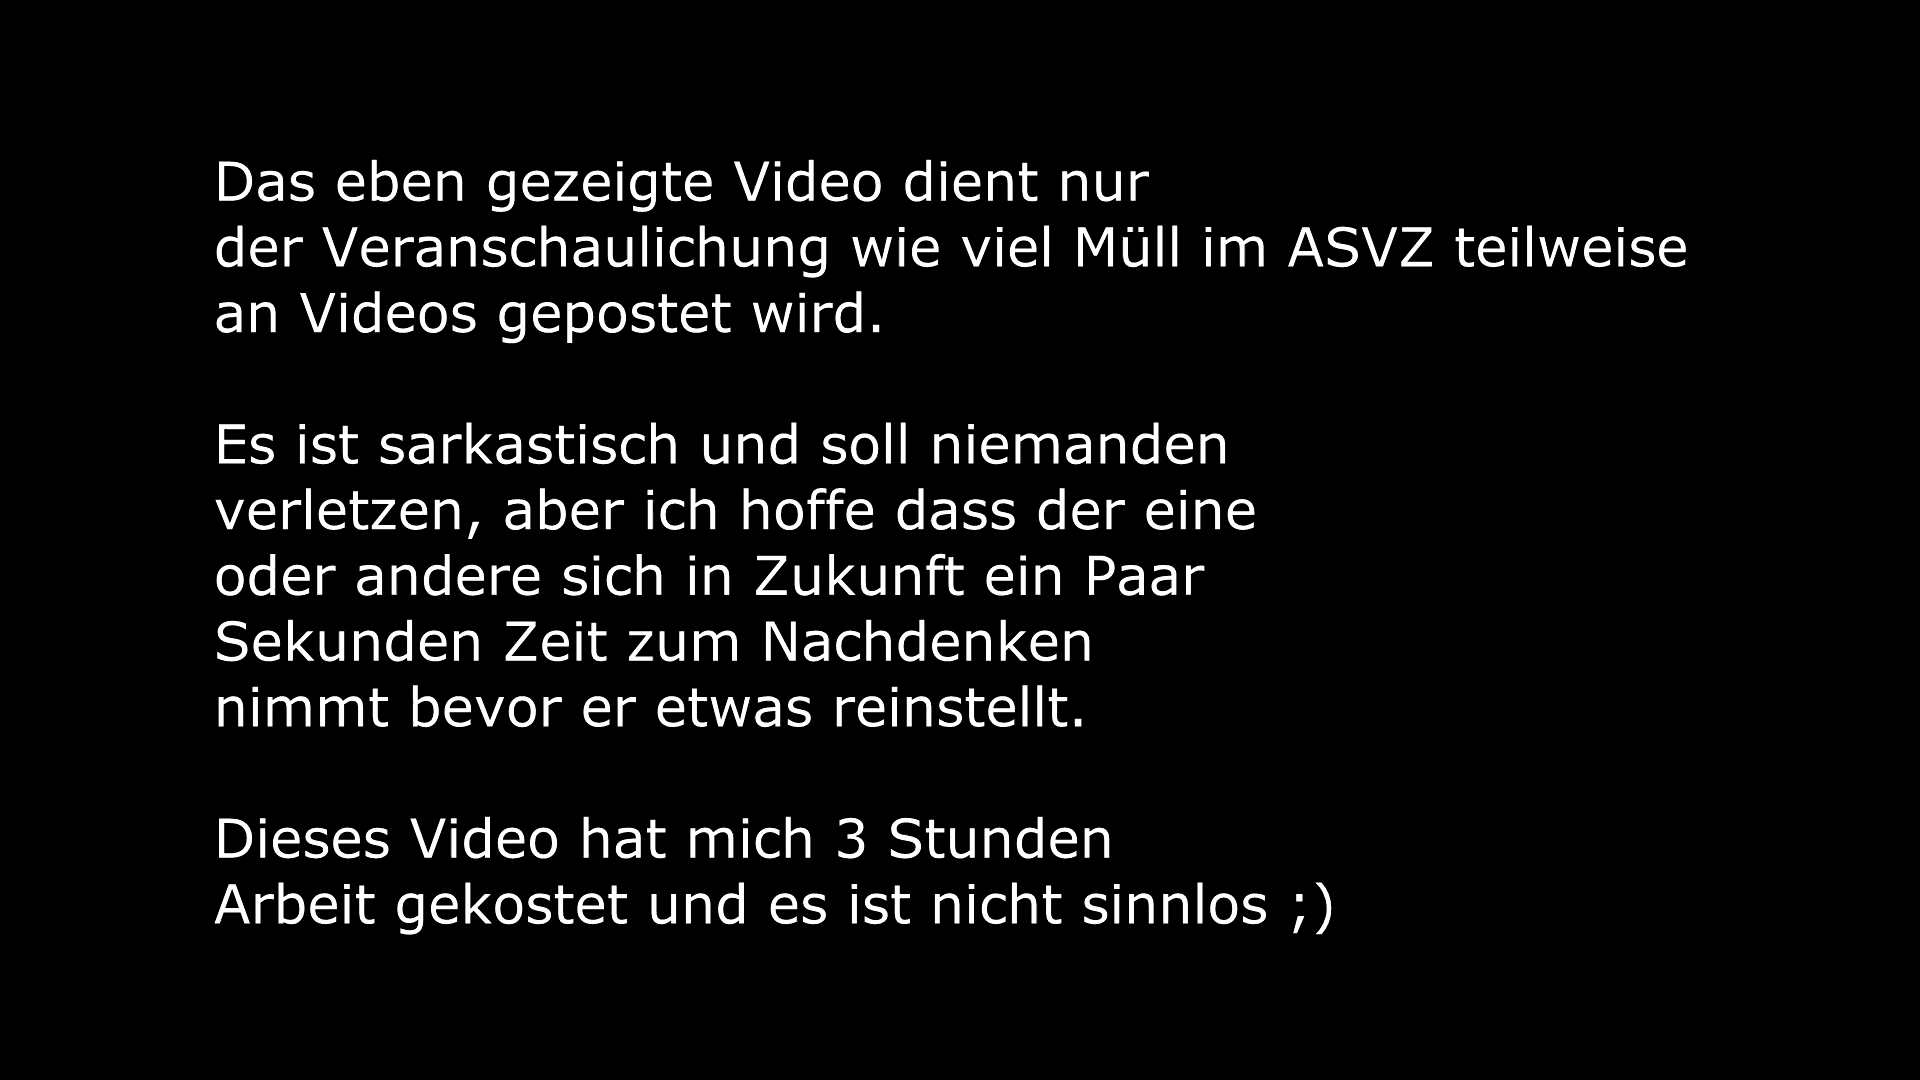 Das eben gezeigte Video dient nur
der Veranschaulichung wie viel Müll im ASVZ teilweise
an Videos gepostet wird.
Es ist sarkastisch und soll niemanden
verletzen, aber ich hoffe dass der eine
oder andere sich in Zukunft ein Paar
Sekunden Zeit zum Nachdenken
nimmt bevor er etwas reinstellt.
Dieses Video hat mich 3 Stunden
Arbeit gekostet und es ist nicht sinnlos ;)